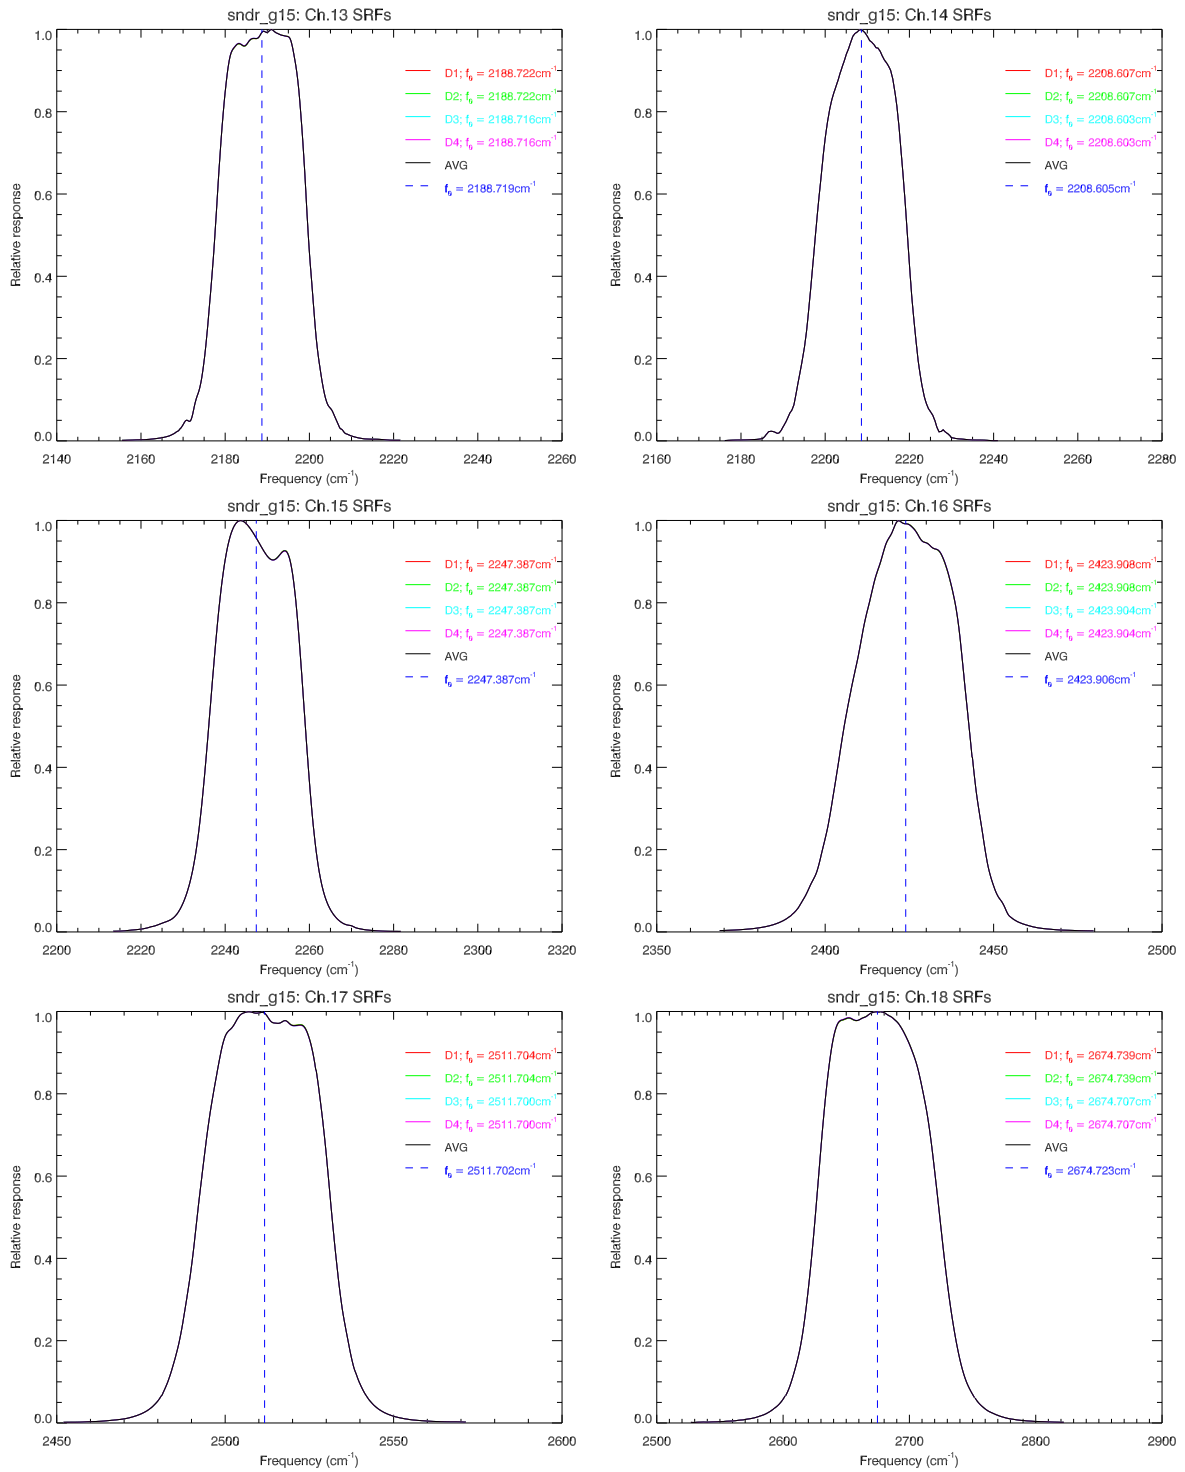 sndr_g15: Ch.13 SRFs
1.0
0.8
0.6
0.4
0.2
0.0
Relative response
D1; f₀ = 2188.722cm⁻¹
D2; f₀ = 2188.722cm⁻¹
D3; f₀ = 2188.716cm⁻¹
D4; f₀ = 2188.716cm⁻¹
AVG
f₀ = 2188.719cm⁻¹
2140 2160 2180 2200 2220 2240 2260
Frequency (cm⁻¹)
sndr_g15: Ch.14 SRFs
1.0
0.8
0.6
0.4
0.2
0.0
Relative response
D1; f₀ = 2208.607cm⁻¹
D2; f₀ = 2208.607cm⁻¹
D3; f₀ = 2208.603cm⁻¹
D4; f₀ = 2208.603cm⁻¹
AVG
f₀ = 2208.605cm⁻¹
2160 2180 2200 2220 2240 2260 2280
Frequency (cm⁻¹)
sndr_g15: Ch.15 SRFs
1.0
0.8
0.6
0.4
0.2
0.0
Relative response
D1; f₀ = 2247.387cm⁻¹
D2; f₀ = 2247.387cm⁻¹
D3; f₀ = 2247.387cm⁻¹
D4; f₀ = 2247.387cm⁻¹
AVG
f₀ = 2247.387cm⁻¹
2200 2220 2240 2260 2280 2300 2320
Frequency (cm⁻¹)
sndr_g15: Ch.16 SRFs
1.0
0.8
0.6
0.4
0.2
0.0
Relative response
D1; f₀ = 2423.908cm⁻¹
D2; f₀ = 2423.908cm⁻¹
D3; f₀ = 2423.904cm⁻¹
D4; f₀ = 2423.904cm⁻¹
AVG
f₀ = 2423.906cm⁻¹
2350 2400 2450 2500
Frequency (cm⁻¹)
sndr_g15: Ch.17 SRFs
1.0
0.8
0.6
0.4
0.2
0.0
Relative response
D1; f₀ = 2511.704cm⁻¹
D2; f₀ = 2511.704cm⁻¹
D3; f₀ = 2511.700cm⁻¹
D4; f₀ = 2511.700cm⁻¹
AVG
f₀ = 2511.702cm⁻¹
2450 2500 2550 2600
Frequency (cm⁻¹)
sndr_g15: Ch.18 SRFs
1.0
0.8
0.6
0.4
0.2
0.0
Relative response
D1; f₀ = 2674.739cm⁻¹
D2; f₀ = 2674.739cm⁻¹
D3; f₀ = 2674.707cm⁻¹
D4; f₀ = 2674.707cm⁻¹
AVG
f₀ = 2674.723cm⁻¹
2500 2600 2700 2800 2900
Frequency (cm⁻¹)